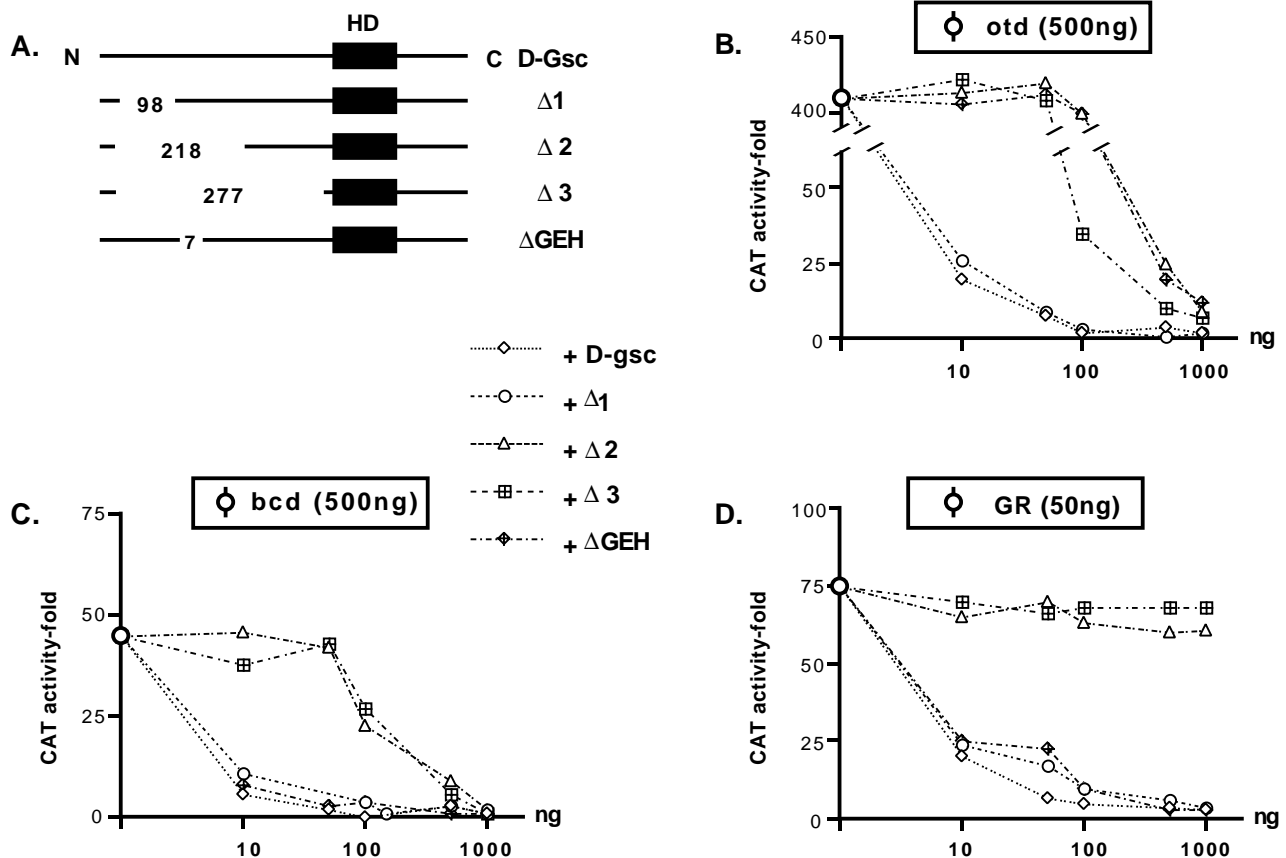 A.
HD
N
C D-Gsc
98
Δ1
218
Δ 2
277
Δ 3
7
ΔGEH
+ D-gsc
+ Δ1
+ Δ 2
+ Δ 3
+ ΔGEH
B.
otd (500ng)
CAT activity-fold
450
400
50
25
0
10
100
1000
ng
C.
bcd (500ng)
CAT activity-fold
75
50
25
0
10
100
1000
ng
D.
GR (50ng)
CAT activity-fold
100
75
50
25
0
10
100
1000
ng